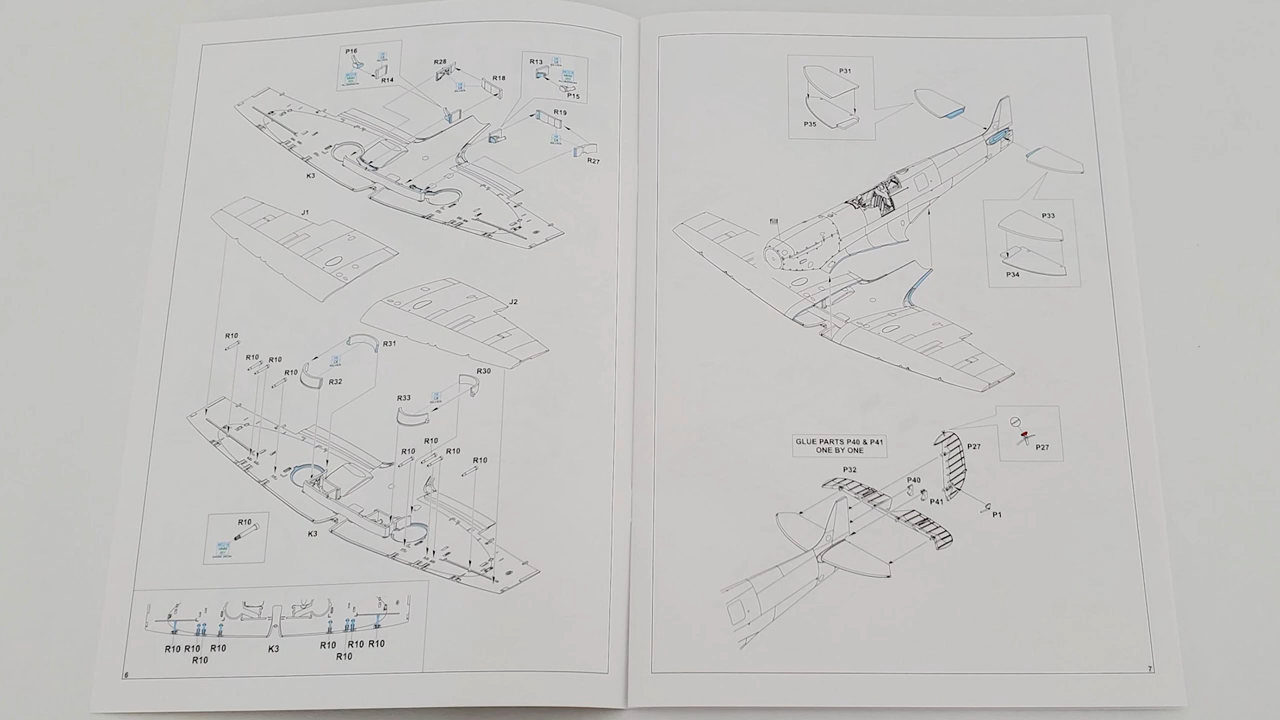 P16
R14
R28
R18
R13
P15
R19
R27
K3
J1
J2
R10
R10
R10
R10
R31
R32
R30
R33
R10
R10
R10
R10
K3
R10
R10
R10
R10
R10
K3
R10
R10
R10
R10
6
P31
P35
P33
P34
GLUE PARTS P40 & P41
ONE BY ONE
P32
P40
P41
P27
P27
P1
7